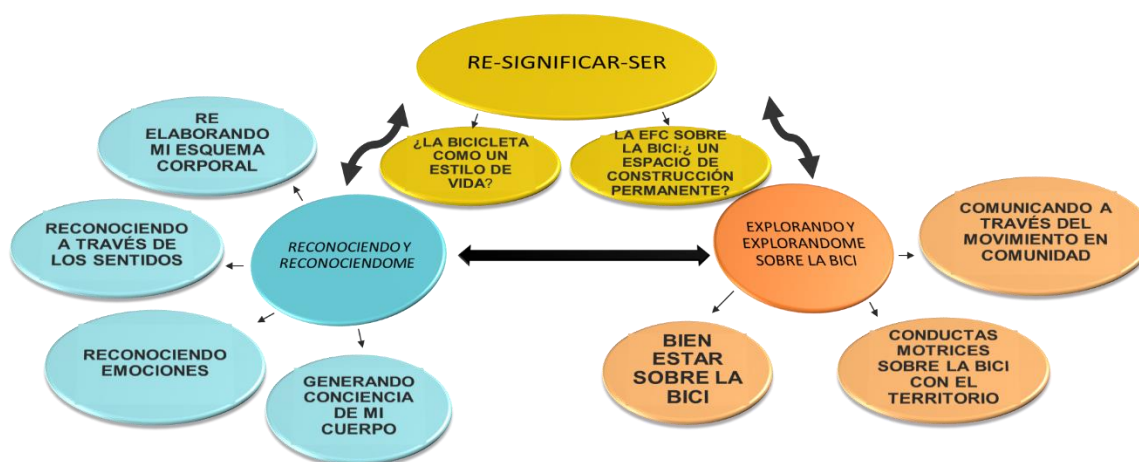 RE-SIGNIFICAR-SER
¿LA BICICLETA
COMO UN
ESTILO DE
VIDA?
LA EFC SOBRE
LA BICI:¿ UN
ESPACIO DE
CONSTRUCCIÓN
PERMANENTE?
RE
ELABORANDO
MI ESQUEMA
CORPORAL
RECONOCIENDO
A TRAVÉS DE
LOS SENTIDOS
RECONOCIENDO
EMOCIONES
GENERANDO
CONCIENCIA
DE MI
CUERPO
RECONOCIENDO Y
RECONOCIENDOME
EXPLORANDO Y
EXPLORANDOME
SOBRE LA BICI
COMUNICANDO A
TRAVÉS DEL
MOVIMIENTO EN
COMUNIDAD
BIEN
ESTAR
SOBRE LA
BICI
CONDUCTAS
MOTRICES
SOBRE LA BICI
CON EL
TERRITORIO